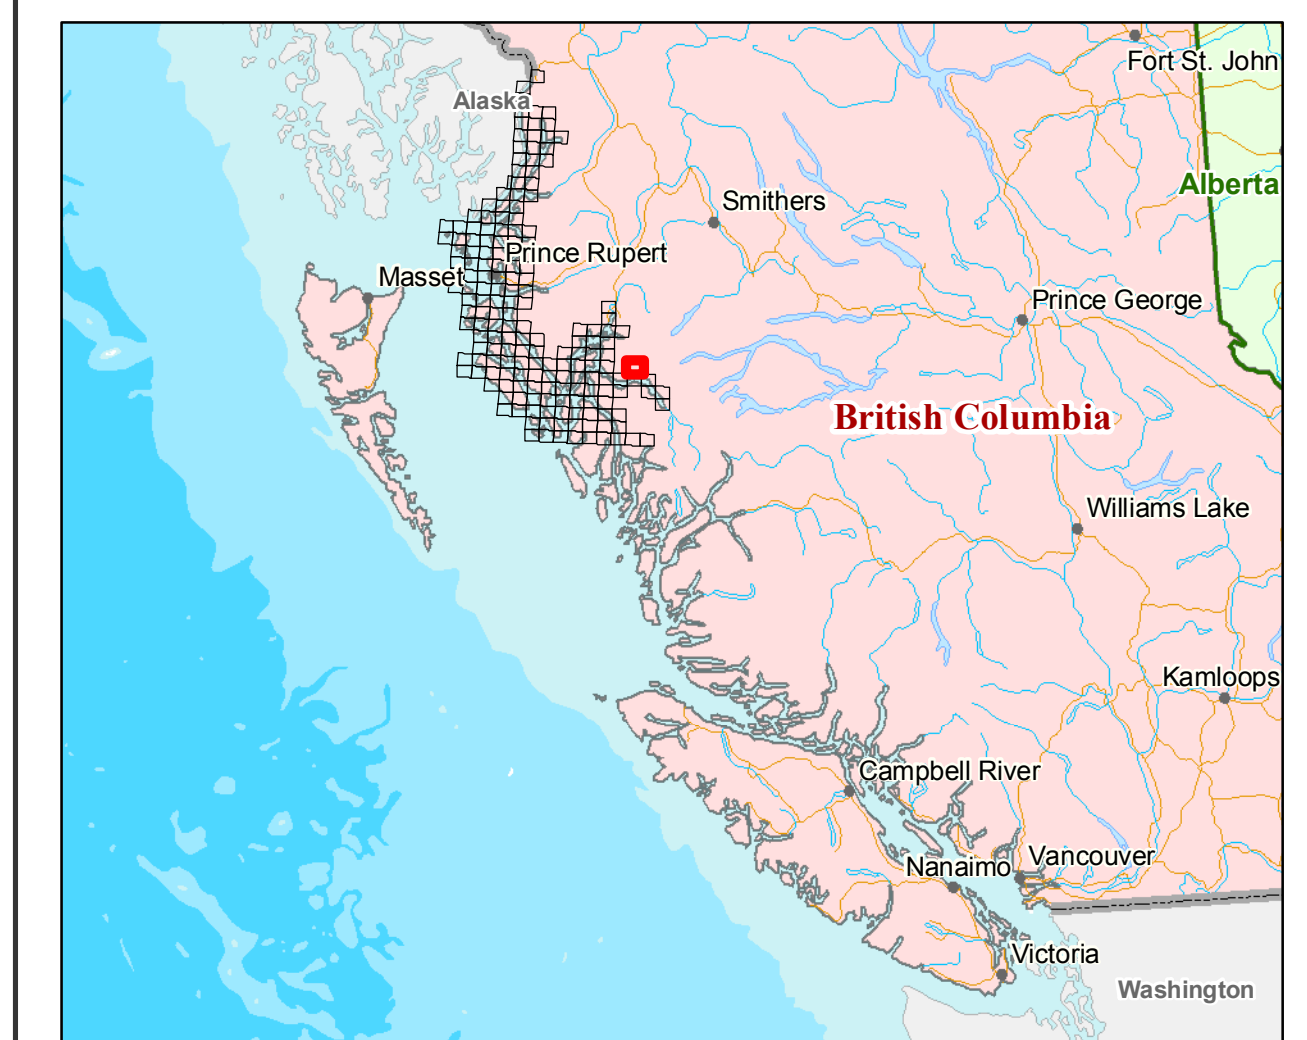 Fort St. John
Alaska
Alberta
Smithers
Prince Rupert
Masset
Prince George
British Columbia
Williams Lake
Kamloops
Campbell River
Vancouver
Nanaimo
Victoria
Washington